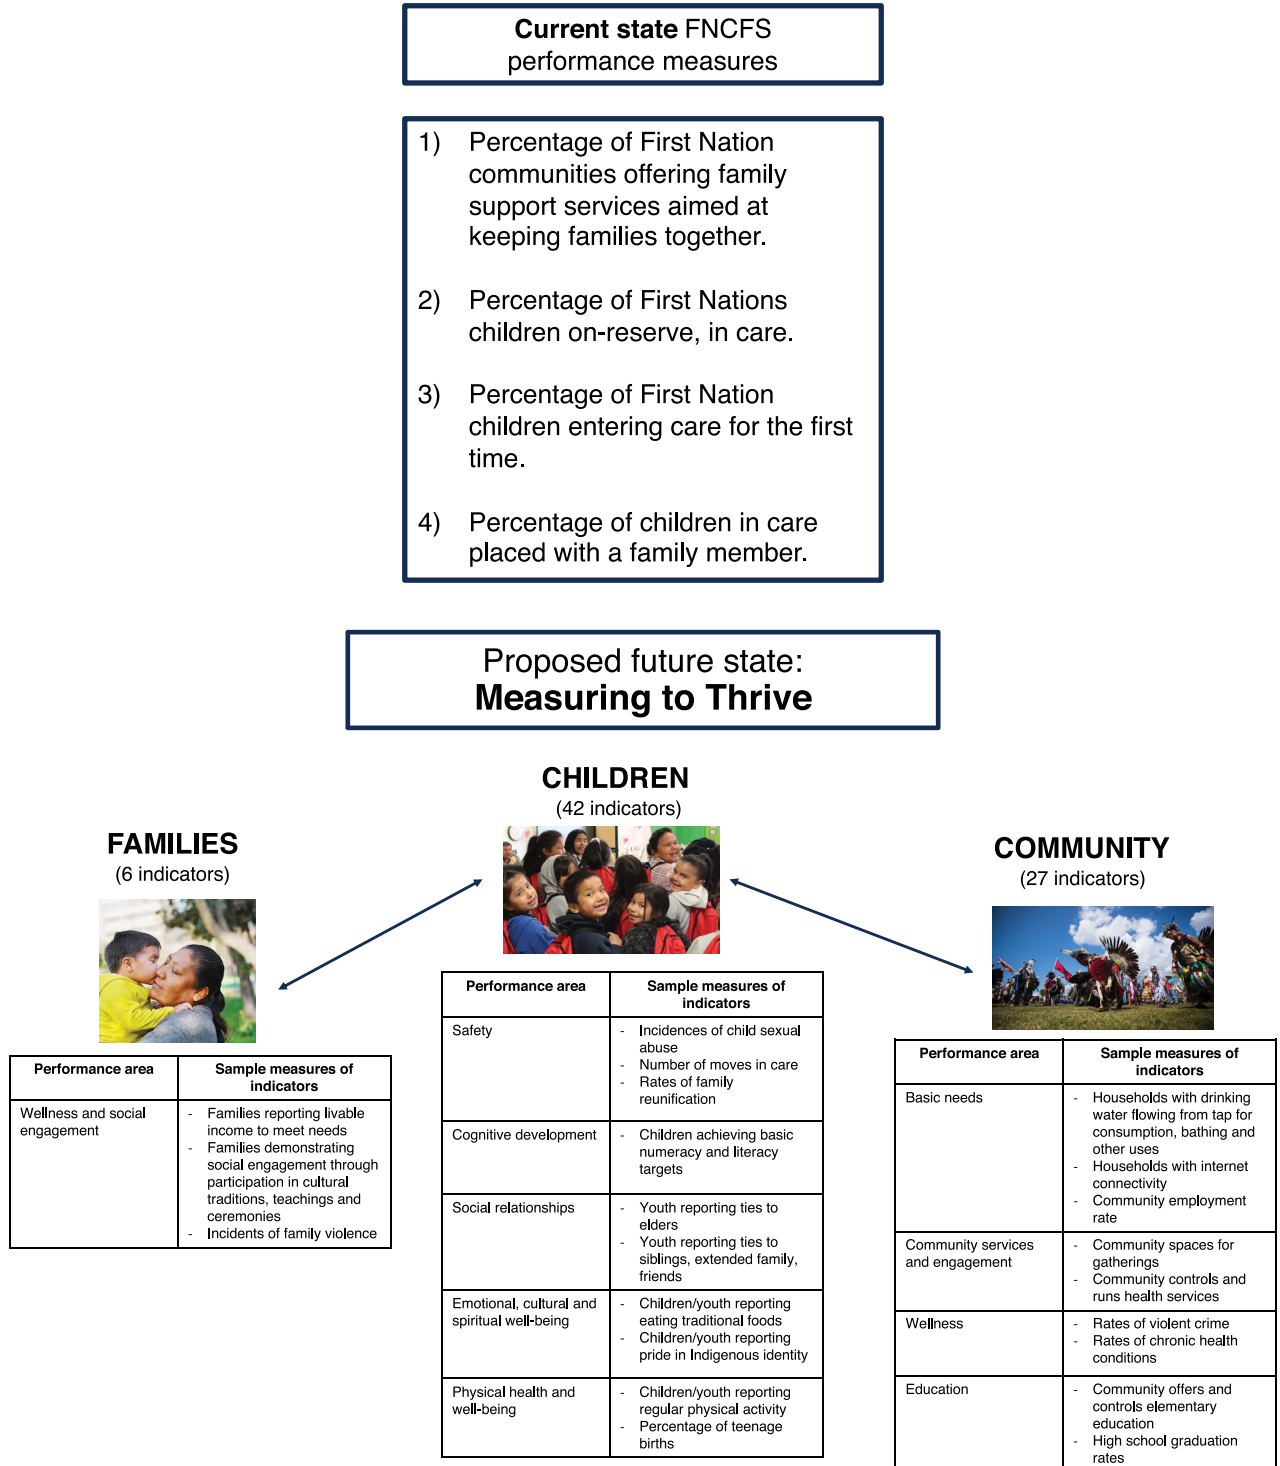 Current state FNCFS
performance measures
1) Percentage of First Nation
communities offering family
support services aimed at
keeping families together.
2) Percentage of First Nations
children on-reserve, in care.
3) Percentage of First Nation
children entering care for the first
time.
4) Percentage of children in care
placed with a family member.
Proposed future state:
Measuring to Thrive
FAMILIES
(6 indicators)
Performance area
Sample measures of
indicators
Wellness and social
engagement
- Families reporting livable
income to meet needs
- Families demonstrating
social engagement through
participation in cultural
traditions, teachings and
ceremonies
- Incidents of family violence
CHILDREN
(42 indicators)
Performance area
Sample measures of
indicators
Safety
- Incidences of child sexual
abuse
- Number of moves in care
- Rates of family
reunification
Cognitive development
- Children achieving basic
numeracy and literacy
targets
Social relationships
- Youth reporting ties to
elders
- Youth reporting ties to
siblings, extended family,
friends
Emotional, cultural and
spiritual well-being
- Children/youth reporting
eating traditional foods
- Children/youth reporting
pride in Indigenous identity
Physical health and
well-being
- Children/youth reporting
regular physical activity
- Percentage of teenage
births
COMMUNITY
(27 indicators)
Performance area
Sample measures of
indicators
Basic needs
- Households with drinking
water flowing from tap for
consumption, bathing and
other uses
- Households with internet
connectivity
- Community employment
rate
Community services
and engagement
- Community spaces for
gatherings
- Community controls and
runs health services
Wellness
- Rates of violent crime
- Rates of chronic health
conditions
Education
- Community offers and
controls elementary
education
- High school graduation
rates